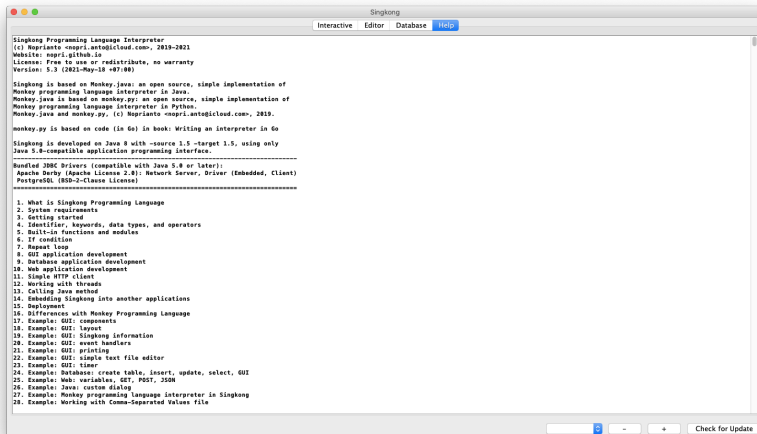 Singkong
Interactive Editor Database Help
Singkong Programming Language Interpreter
(c) Noprianto <nopri.anto@icloud.com>, 2019-2021
Website: nopri.github.io
License: Free to use or redistribute, no warranty
Version: 5.3 (2021-May-18 +07:00)
Singkong is based on Monkey.java: an open source, simple implementation of
Monkey programming language interpreter in Java.
Monkey.java is based on monkey.py: an open source, simple implementation of
Monkey programming language interpreter in Python.
Monkey.java and monkey.py, (c) Noprianto <nopri.anto@icloud.com>, 2019.
monkey.py is based on code (in Go) in book: Writing an interpreter in Go
Singkong is developed on Java 8 with -source 1.5 -target 1.5, using only
Java 5.0-compatible application programming interface.
===========================================================================
Bundled JDBC Drivers (compatible with Java 5.0 or later):
Apache Derby (Apache License 2.0): Network Server, Driver (Embedded, Client)
PostgreSQL (BSD-2-Clause License)
===========================================================================
1. What is Singkong Programming Language
2. System requirements
3. Getting started
4. Identifier, keywords, data types, and operators
5. Built-in functions and modules
6. If condition
7. Repeat loop
8. GUI application development
9. Database application development
10. Web application development
11. Simple HTTP client
12. Working with threads
13. Calling Java method
14. Embedding Singkong into another applications
15. Deployment
16. Differences with Monkey Programming Language
17. Example: GUI: components
18. Example: GUI: layout
19. Example: GUI: Singkong information
20. Example: GUI: event handlers
21. Example: GUI: printing
22. Example: GUI: simple text file editor
23. Example: GUI: timer
24. Example: Database: create table, insert, update, select, GUI
25. Example: Web: variables, GET, POST, JSON
26. Example: Java: custom dialog
27. Example: Monkey programming language interpreter in Singkong
28. Example: Working with Comma-Separated Values file
- + Check for Update